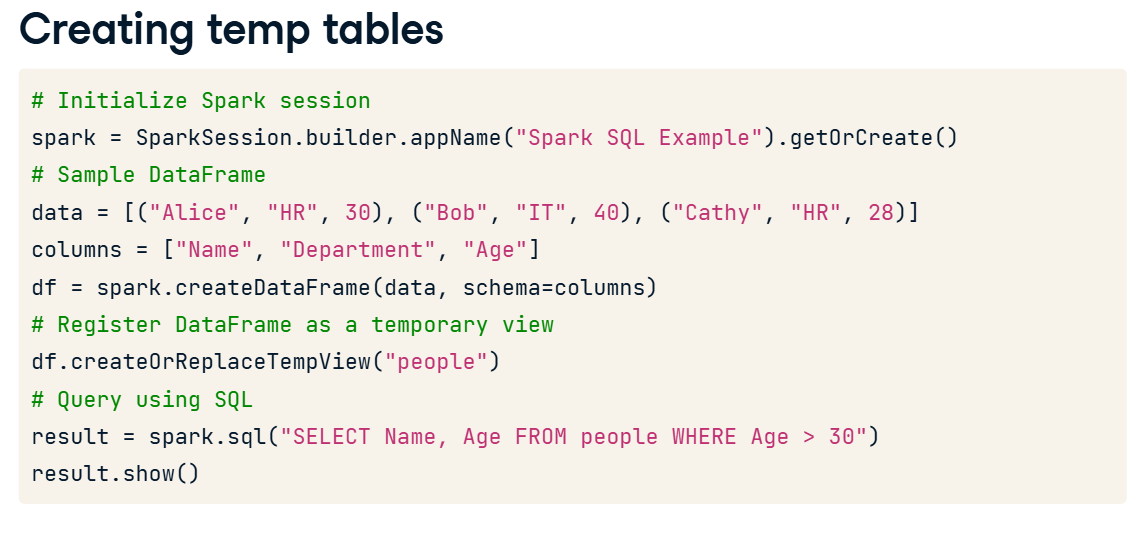 Creating temp tables
# Initialize Spark session
spark = SparkSession.builder.appName("Spark SQL Example").getOrCreate()
# Sample DataFrame
data = [("Alice", "HR", 30), ("Bob", "IT", 40), ("Cathy", "HR", 28)]
columns = ["Name", "Department", "Age"]
df = spark.createDataFrame(data, schema=columns)
# Register DataFrame as a temporary view
df.createOrReplaceTempView("people")
# Query using SQL
result = spark.sql("SELECT Name, Age FROM people WHERE Age > 30")
result.show()